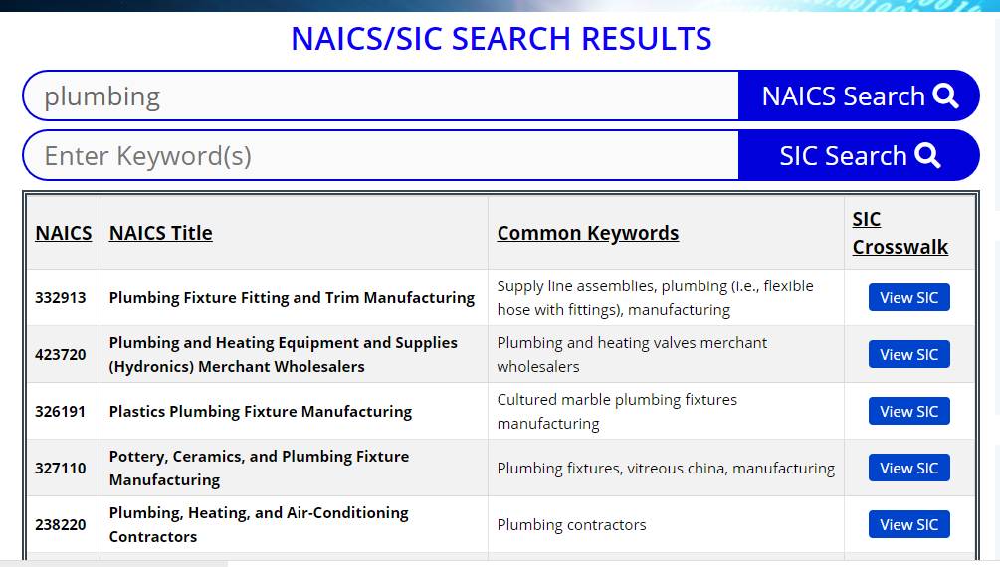 NAICS/SIC SEARCH RESULTS
plumbing
NAICS Search
Enter Keyword(s)
SIC Search
NAICS
NAICS Title
Common Keywords
SIC
Crosswalk
332913
Plumbing Fixture Fitting and Trim Manufacturing
Supply line assemblies, plumbing (i.e., flexible
hose with fittings), manufacturing
View SIC
423720
Plumbing and Heating Equipment and Supplies
(Hydronics) Merchant Wholesalers
Plumbing and heating valves merchant
wholesalers
View SIC
326191
Plastics Plumbing Fixture Manufacturing
Cultured marble plumbing fixtures
manufacturing
View SIC
327110
Pottery, Ceramics, and Plumbing Fixture
Manufacturing
Plumbing fixtures, vitreous china, manufacturing
View SIC
238220
Plumbing, Heating, and Air-Conditioning
Contractors
Plumbing contractors
View SIC